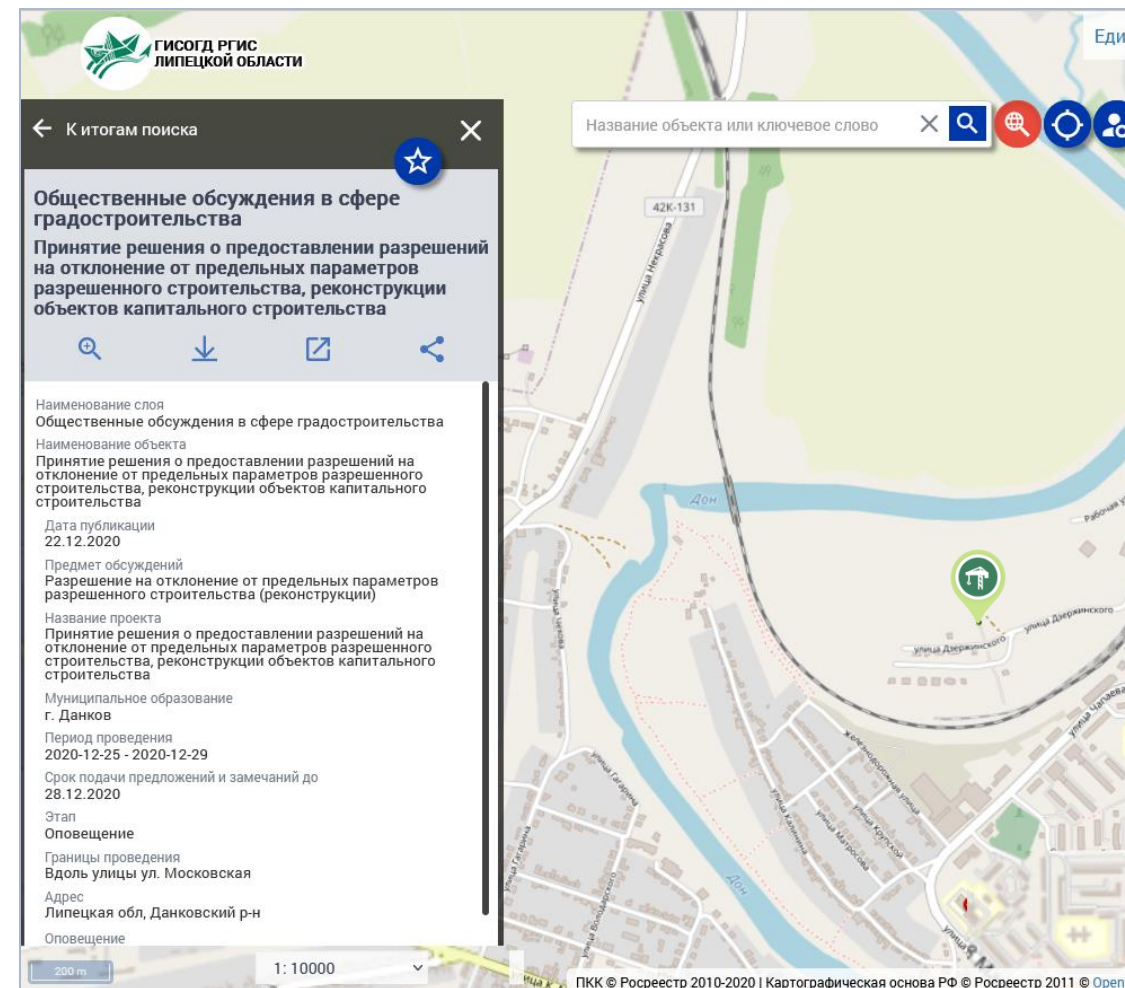 ГИСОГД РГИС
ЛИПЕЦКОЙ ОБЛАСТИ
Еди
К итогам поиска
Название объекта или ключевое слово
Общественные обсуждения в сфере
градостроительства
Принятие решения о предоставлении разрешений
на отклонение от предельных параметров
разрешенного строительства, реконструкции
объектов капитального строительства
Наименование слоя
Общественные обсуждения в сфере градостроительства
Наименование объекта
Принятие решения о предоставлении разрешений на
отклонение от предельных параметров разрешенного
строительства, реконструкции объектов капитального
строительства
Дата публикации
22.12.2020
Предмет обсуждений
Разрешение на отклонение от предельных параметров
разрешенного строительства (реконструкции)
Название проекта
Принятие решения о предоставлении разрешений на
отклонение от предельных параметров разрешенного
строительства, реконструкции объектов капитального
строительства
Муниципальное образование
г. Данков
Период проведения
2020-12-25 - 2020-12-29
Срок подачи предложений и замечаний до
28.12.2020
Этап
Оповещение
Границы проведения
Вдоль улицы ул. Московская
Адрес
Липецкая обл, Данковский р-н
Оповещение
200 m
1: 10000
42К-131
улица Некрасова
Дон
Рабочая у
улица Дзержинского
улица Дзержинского
улица Чапаева
улица Чехова
железнодорожная улица
улица Гагарина
улица Гагарина
улица Калинина
улица Матросова
улица Крупской
улица Володарского
Дон
улица
ПКК © Росреестр 2010-2020 | Картографическая основа РФ © Росреестр 2011 © Open